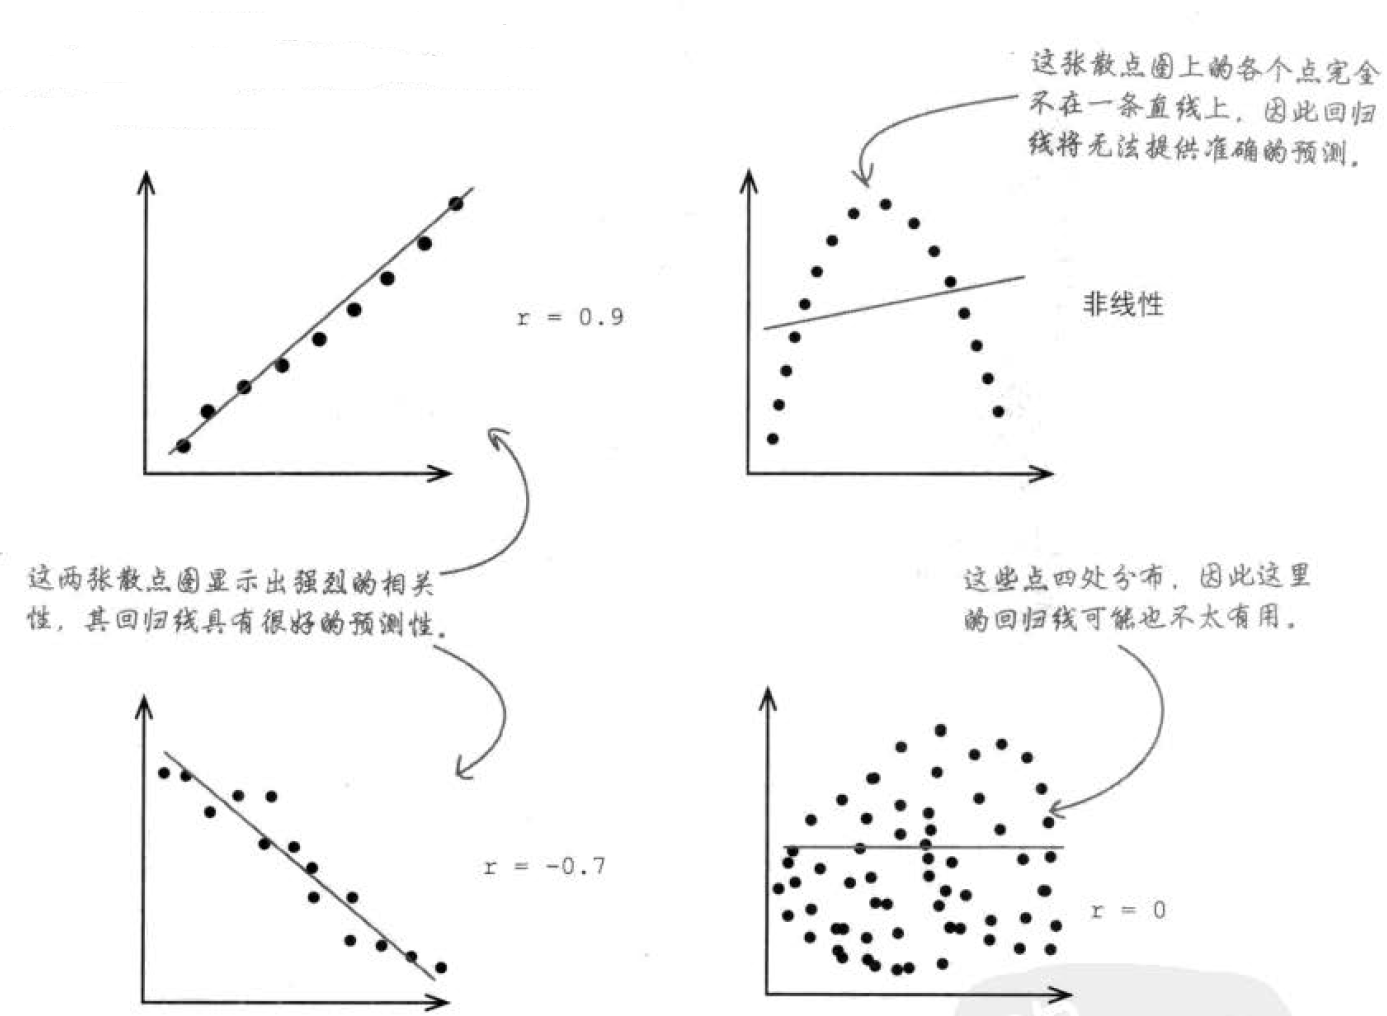 这张散点图上的各个点完全
不在一条直线上，因此回归
线将无法提供准确的预测。
r = 0.9
非线性
这两张散点图显示出强烈的相关
性，其回归线具有很好的预测性。
这些点四处分布，因此这里
的回归线可能也不太有用。
r = -0.7
r = 0